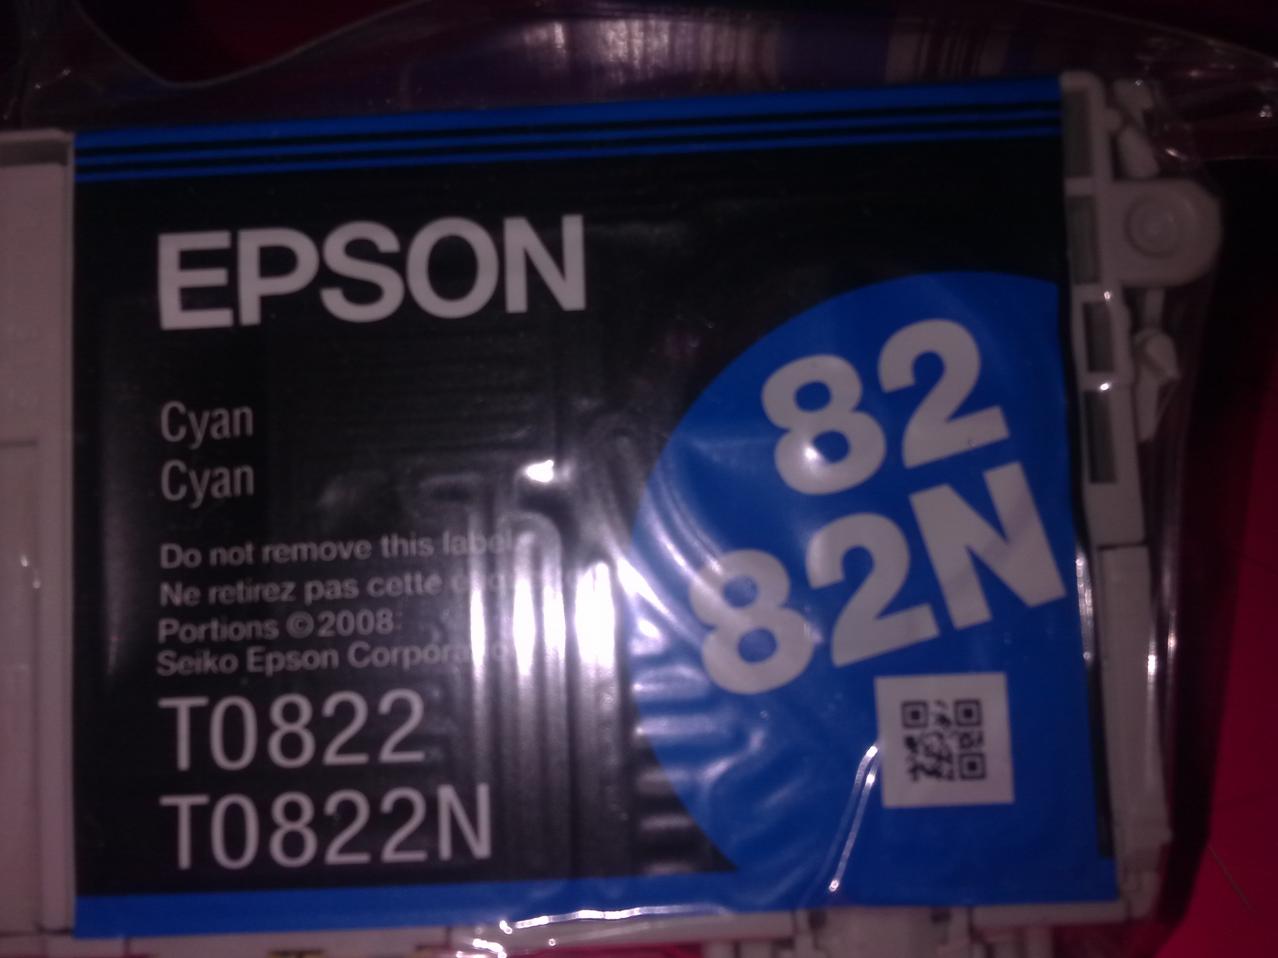 EPSON
Cyan
Cyan
82
82N
Do not remove this label
Ne retirez pas cette
Portions ©2008
Seiko Epson
T0822
T0822N